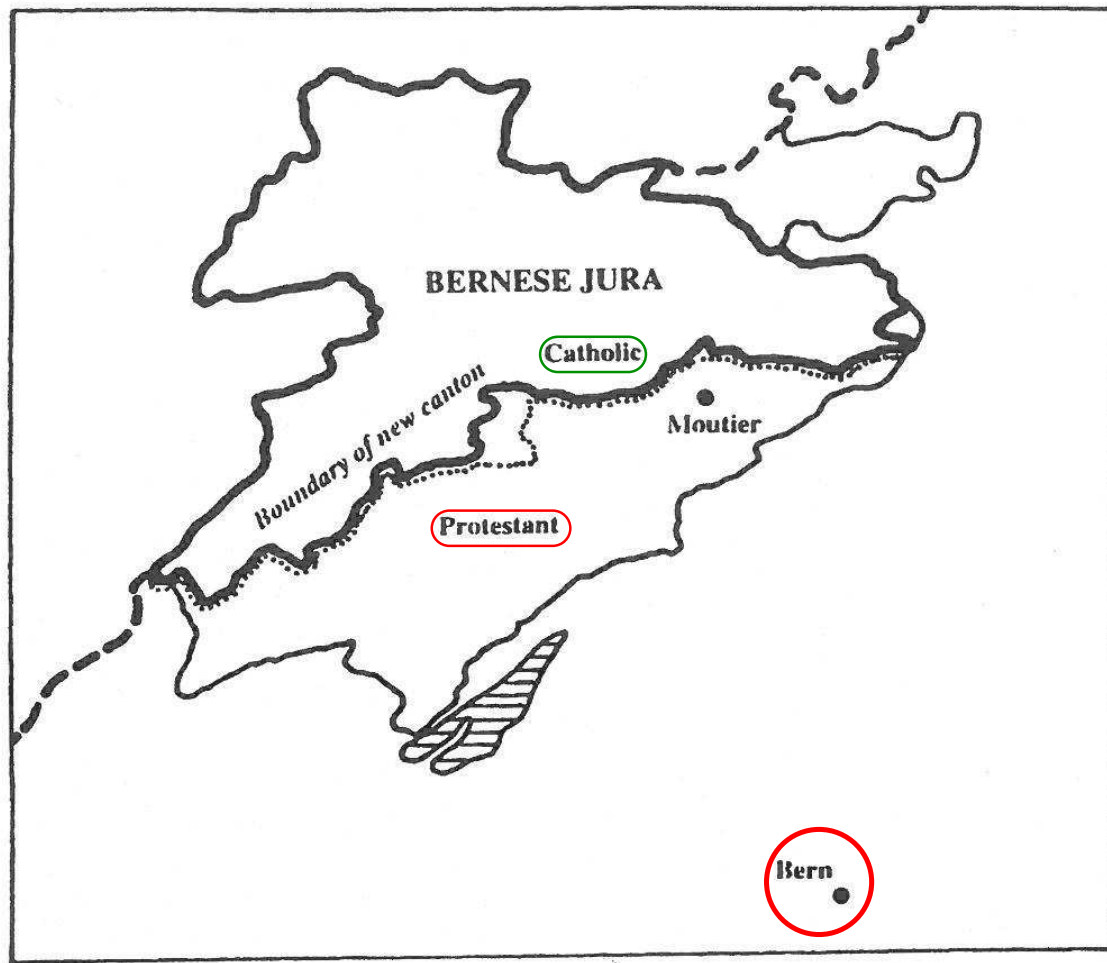 BERNESE JURA
Catholic
Boundary of new canton
Moutier
Protestant
Bern